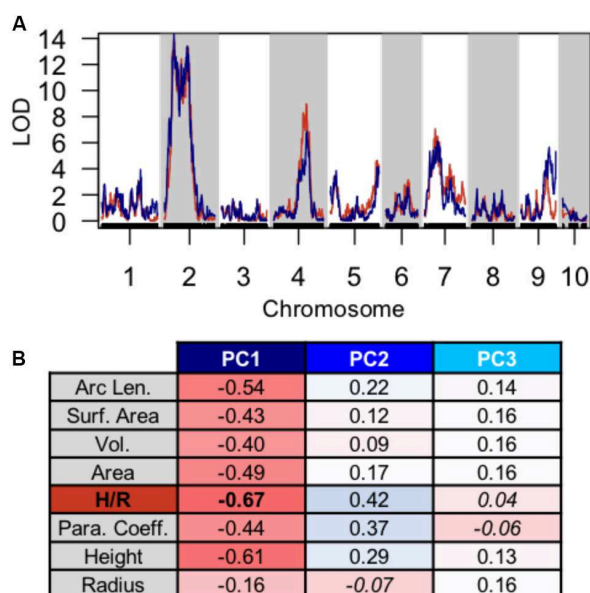 A
14
12
10
8
6
4
2
0
LOD
1 2 3 4 5 6 7 8 9 10
Chromosome
B
PC1 PC2 PC3
Arc Len. -0.54 0.22 0.14
Surf. Area -0.43 0.12 0.16
Vol. -0.40 0.09 0.16
Area -0.49 0.17 0.16
H/R -0.67 0.42 0.04
Para. Coeff. -0.44 0.37 -0.06
Height -0.61 0.29 0.13
Radius -0.16 -0.07 0.16